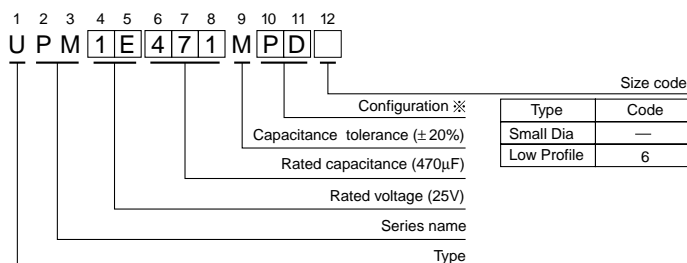 1 2 3 4 5 6 7 8 9 10 11 12
U P M 1 E 4 7 1 M P D
Size code
Configuration ※
Type Code
Capacitance tolerance (±20%)
Small Dia —
Rated capacitance (470µF)
Low Profile 6
Rated voltage (25V)
Series name
Type